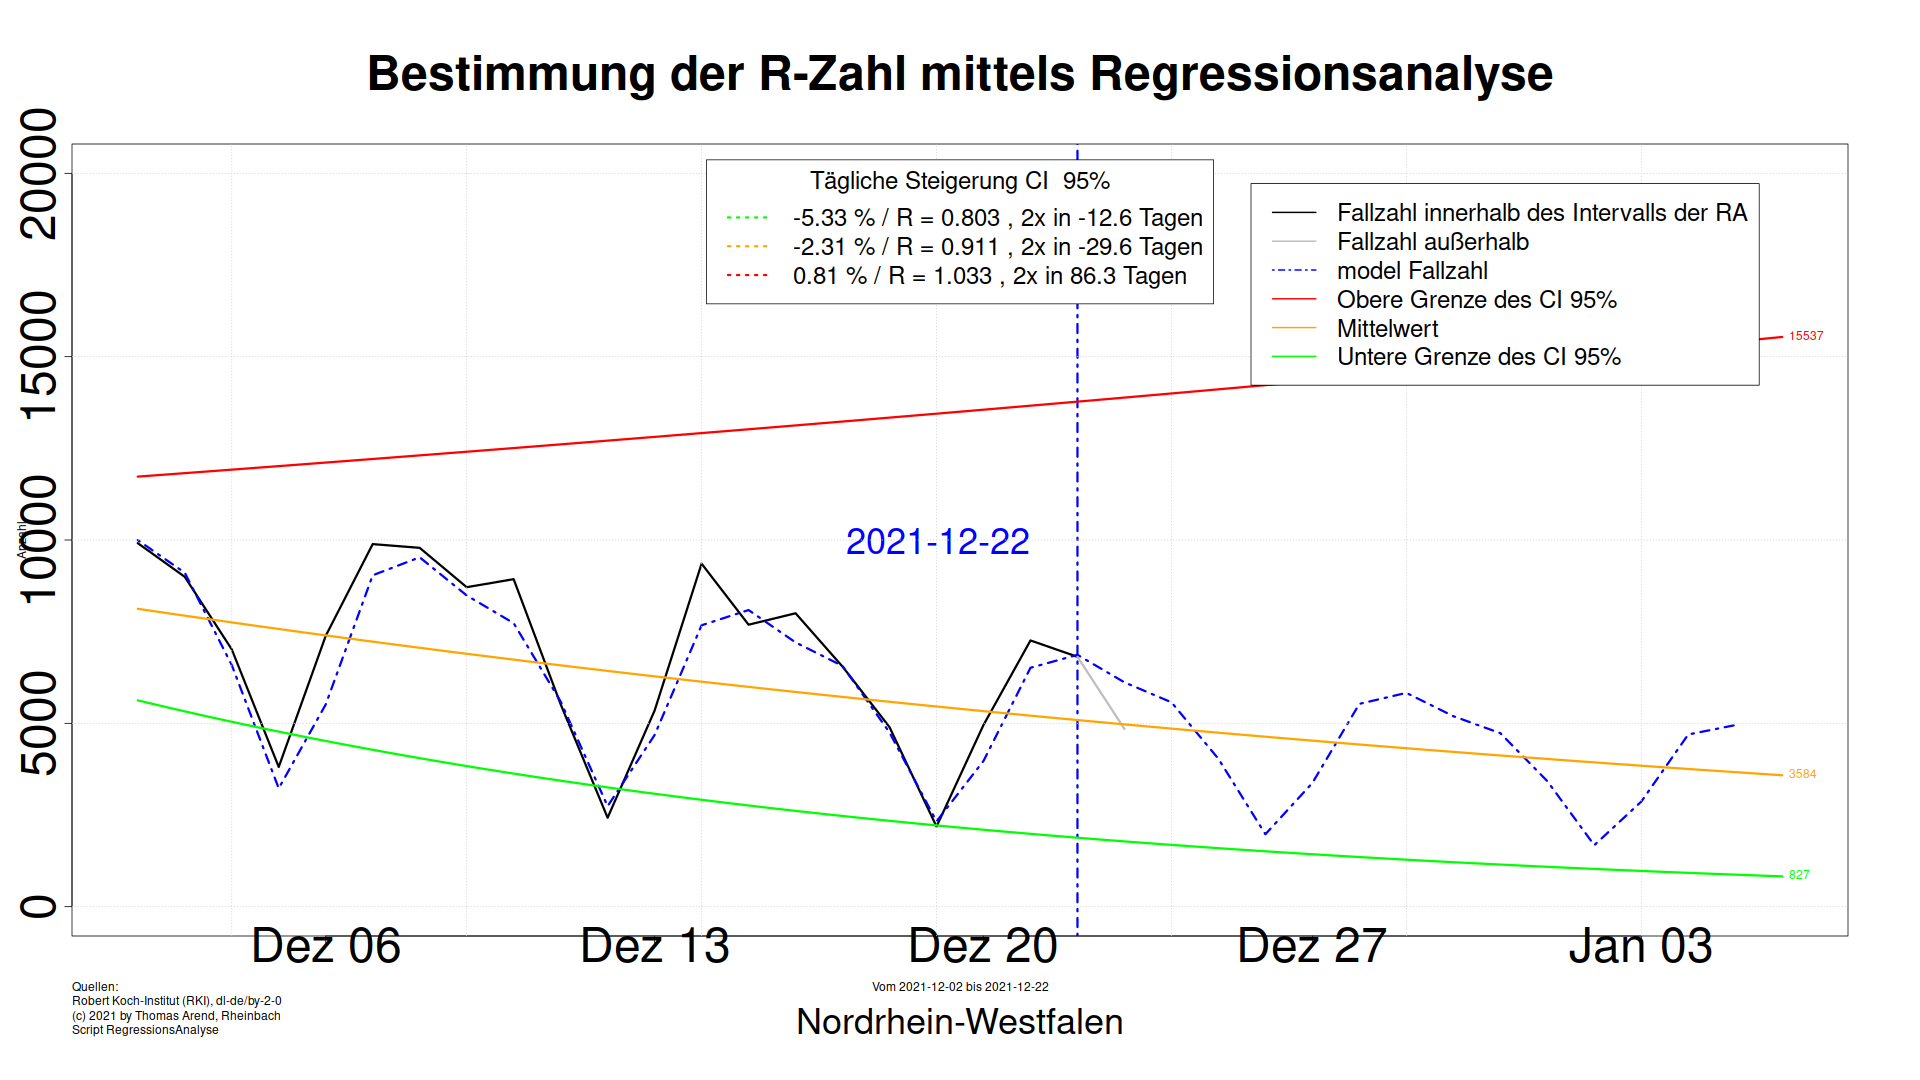 Bestimmung der R-Zahl mittels Regressionsanalyse
Tägliche Steigerung CI  95%
-5.33 % / R = 0.803 , 2x in -12.6 Tagen
-2.31 % / R = 0.911 , 2x in -29.6 Tagen
0.81 % / R = 1.033 , 2x in 86.3 Tagen
Fallzahl innerhalb des Intervalls der RA
Fallzahl außerhalb
model Fallzahl
Obere Grenze des CI 95%
Mittelwert
Untere Grenze des CI 95%
20000
15000
10000
5000
0
Anzahl
15537
2021-12-22
3584
827
Dez 06
Dez 13
Dez 20
Dez 27
Jan 03
Quellen:
Robert Koch-Institut (RKI), dl-de/by-2-0
(c) 2021 by Thomas Arend, Rheinbach
Script RegressionsAnalyse
Vom 2021-12-02 bis 2021-12-22
Nordrhein-Westfalen